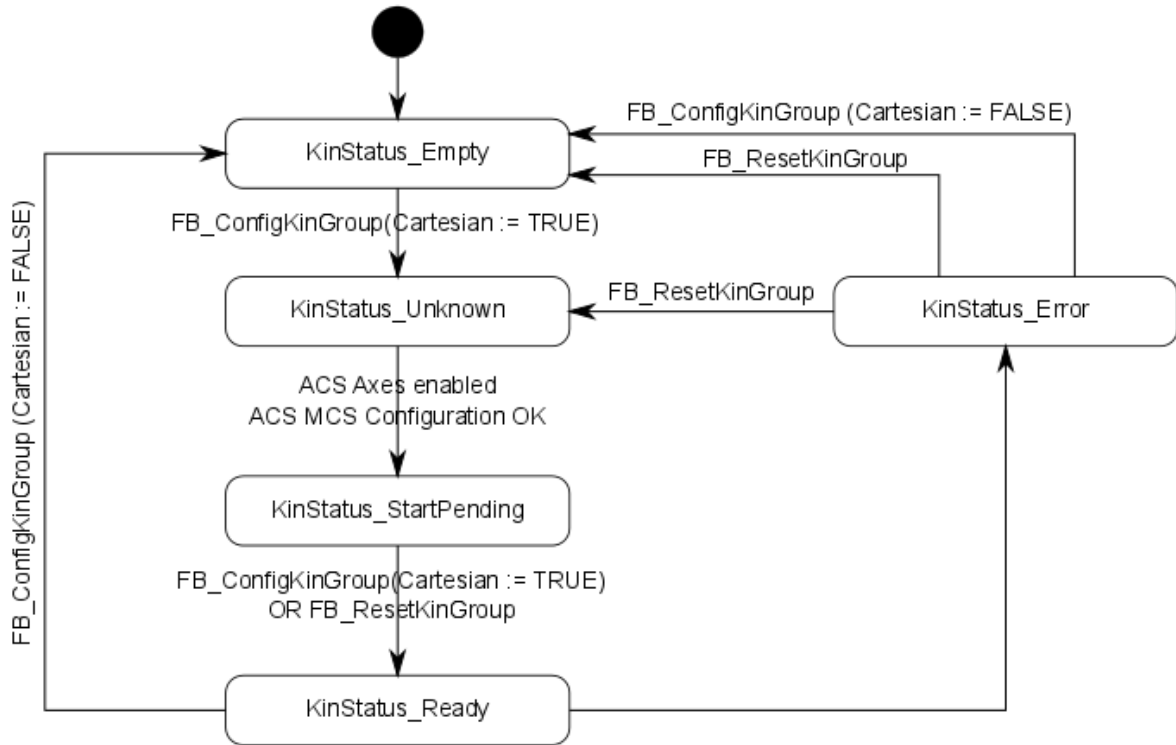 FB_ConfigKinGroup (Cartesian := FALSE)
KinStatus_Empty
FB_ResetKinGroup
FB_ConfigKinGroup(Cartesian := TRUE)
FB_ResetKinGroup
KinStatus_Unknown
KinStatus_Error
ACS Axes enabled
ACS MCS Configuration OK
FB_ConfigKinGroup (Cartesian := FALSE)
KinStatus_StartPending
FB_ConfigKinGroup(Cartesian := TRUE)
OR FB_ResetKinGroup
KinStatus_Ready